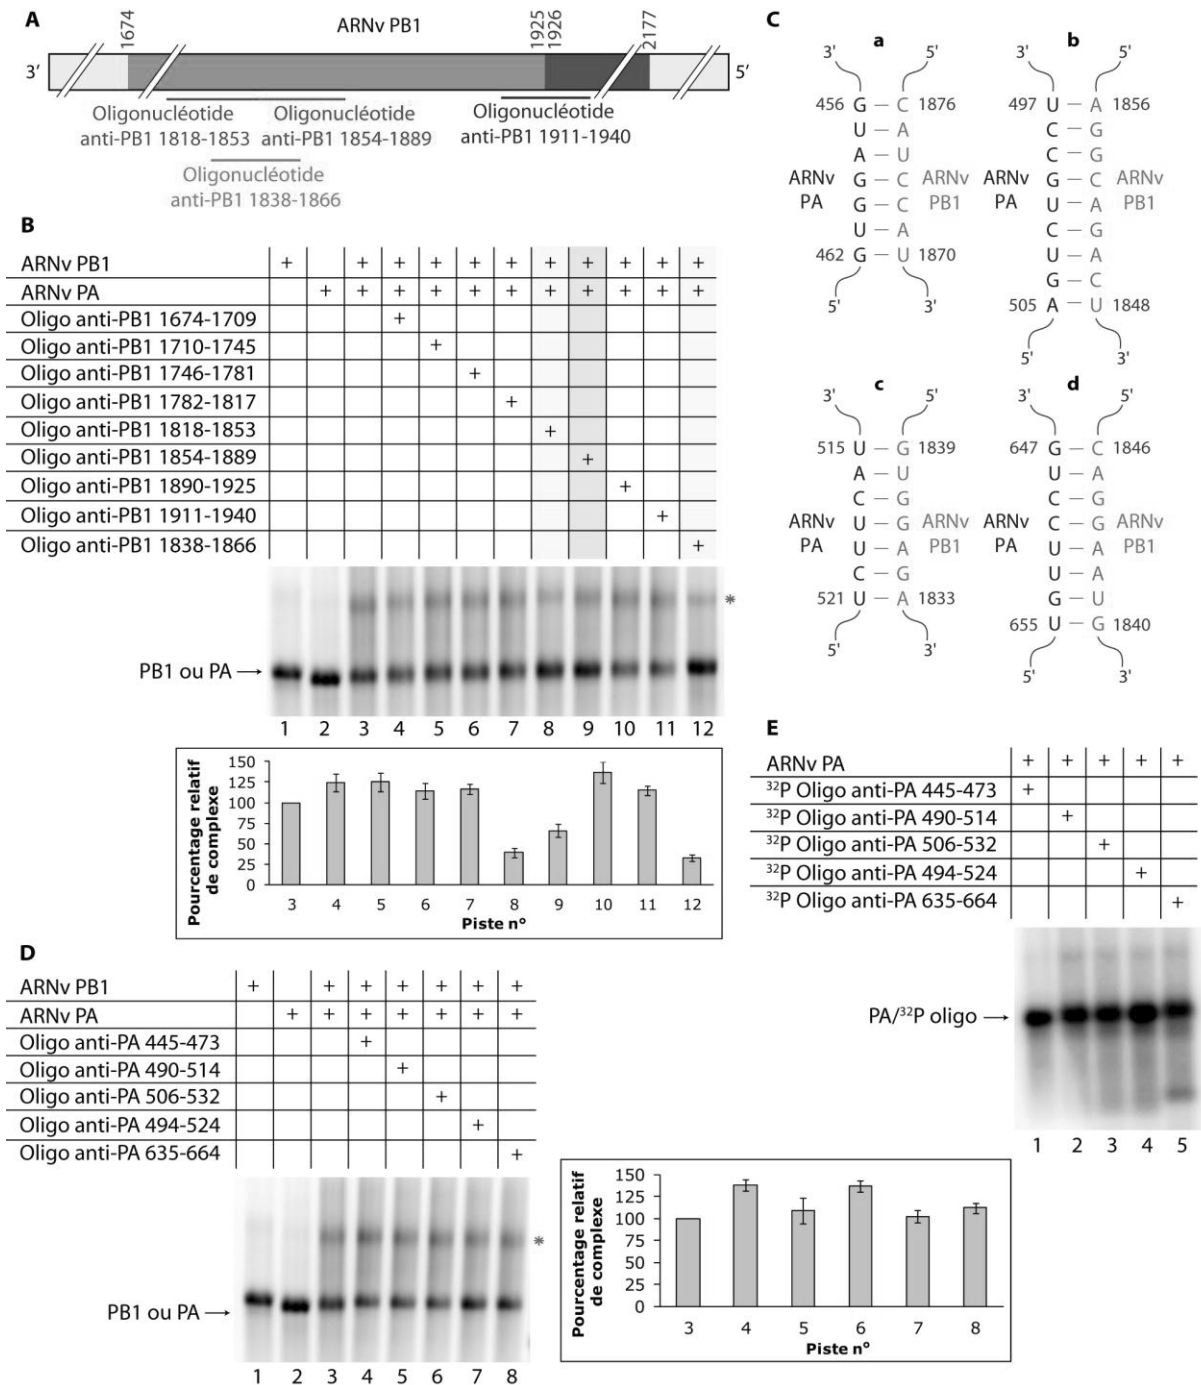 A
ARNv PB1
1674
1925
1926
2177
3′
5′
Oligonucléotide
anti-PB1 1818-1853
Oligonucléotide
anti-PB1 1854-1889
Oligonucléotide
anti-PB1 1911-1940
Oligonucléotide
anti-PB1 1838-1866
B
ARNv PB1 + + + + + + + + + + +
ARNv PA + + + + + + + + + + +
Oligo anti-PB1 1674-1709 +
Oligo anti-PB1 1710-1745 +
Oligo anti-PB1 1746-1781 +
Oligo anti-PB1 1782-1817 +
Oligo anti-PB1 1818-1853 +
Oligo anti-PB1 1854-1889 +
Oligo anti-PB1 1890-1925 +
Oligo anti-PB1 1911-1940 +
Oligo anti-PB1 1838-1866 +
*
PB1 ou PA →
1 2 3 4 5 6 7 8 9 10 11 12
Pourcentage relatif
de complexe
150
125
100
75
50
25
0
3 4 5 6 7 8 9 10 11 12
Piste n°
C
a
3' 5'
456 G – C 1876
U – A
A – U
G – C
ARNv PA
G – C
ARNv PB1
U – A
462 G – U 1870
5' 3'
b
3' 5'
497 U – A 1856
C – G
C – G
G – C
ARNv PA
U – A
ARNv PB1
C – G
U – A
G – C
505 A – U 1848
5' 3'
c
3' 5'
515 U – G 1839
A – U
C – G
U – G
ARNv PA
U – A
ARNv PB1
C – G
521 U – A 1833
5' 3'
d
3' 5'
647 G – C 1846
U – A
C – G
C – G
ARNv PA
U – A
ARNv PB1
U – A
G – U
655 U – G 1840
5' 3'
D
ARNv PB1 + + + + + + +
ARNv PA + + + + + + +
Oligo anti-PA 445-473 +
Oligo anti-PA 490-514 +
Oligo anti-PA 506-532 +
Oligo anti-PA 494-524 +
Oligo anti-PA 635-664 +
*
PB1 ou PA →
1 2 3 4 5 6 7 8
Pourcentage relatif
de complexe
150
125
100
75
50
25
0
3 4 5 6 7 8
Piste n°
E
ARNv PA + + + + +
³²P Oligo anti-PA 445-473 +
³²P Oligo anti-PA 490-514 +
³²P Oligo anti-PA 506-532 +
³²P Oligo anti-PA 494-524 +
³²P Oligo anti-PA 635-664 +
PA/³²P oligo →
1 2 3 4 5